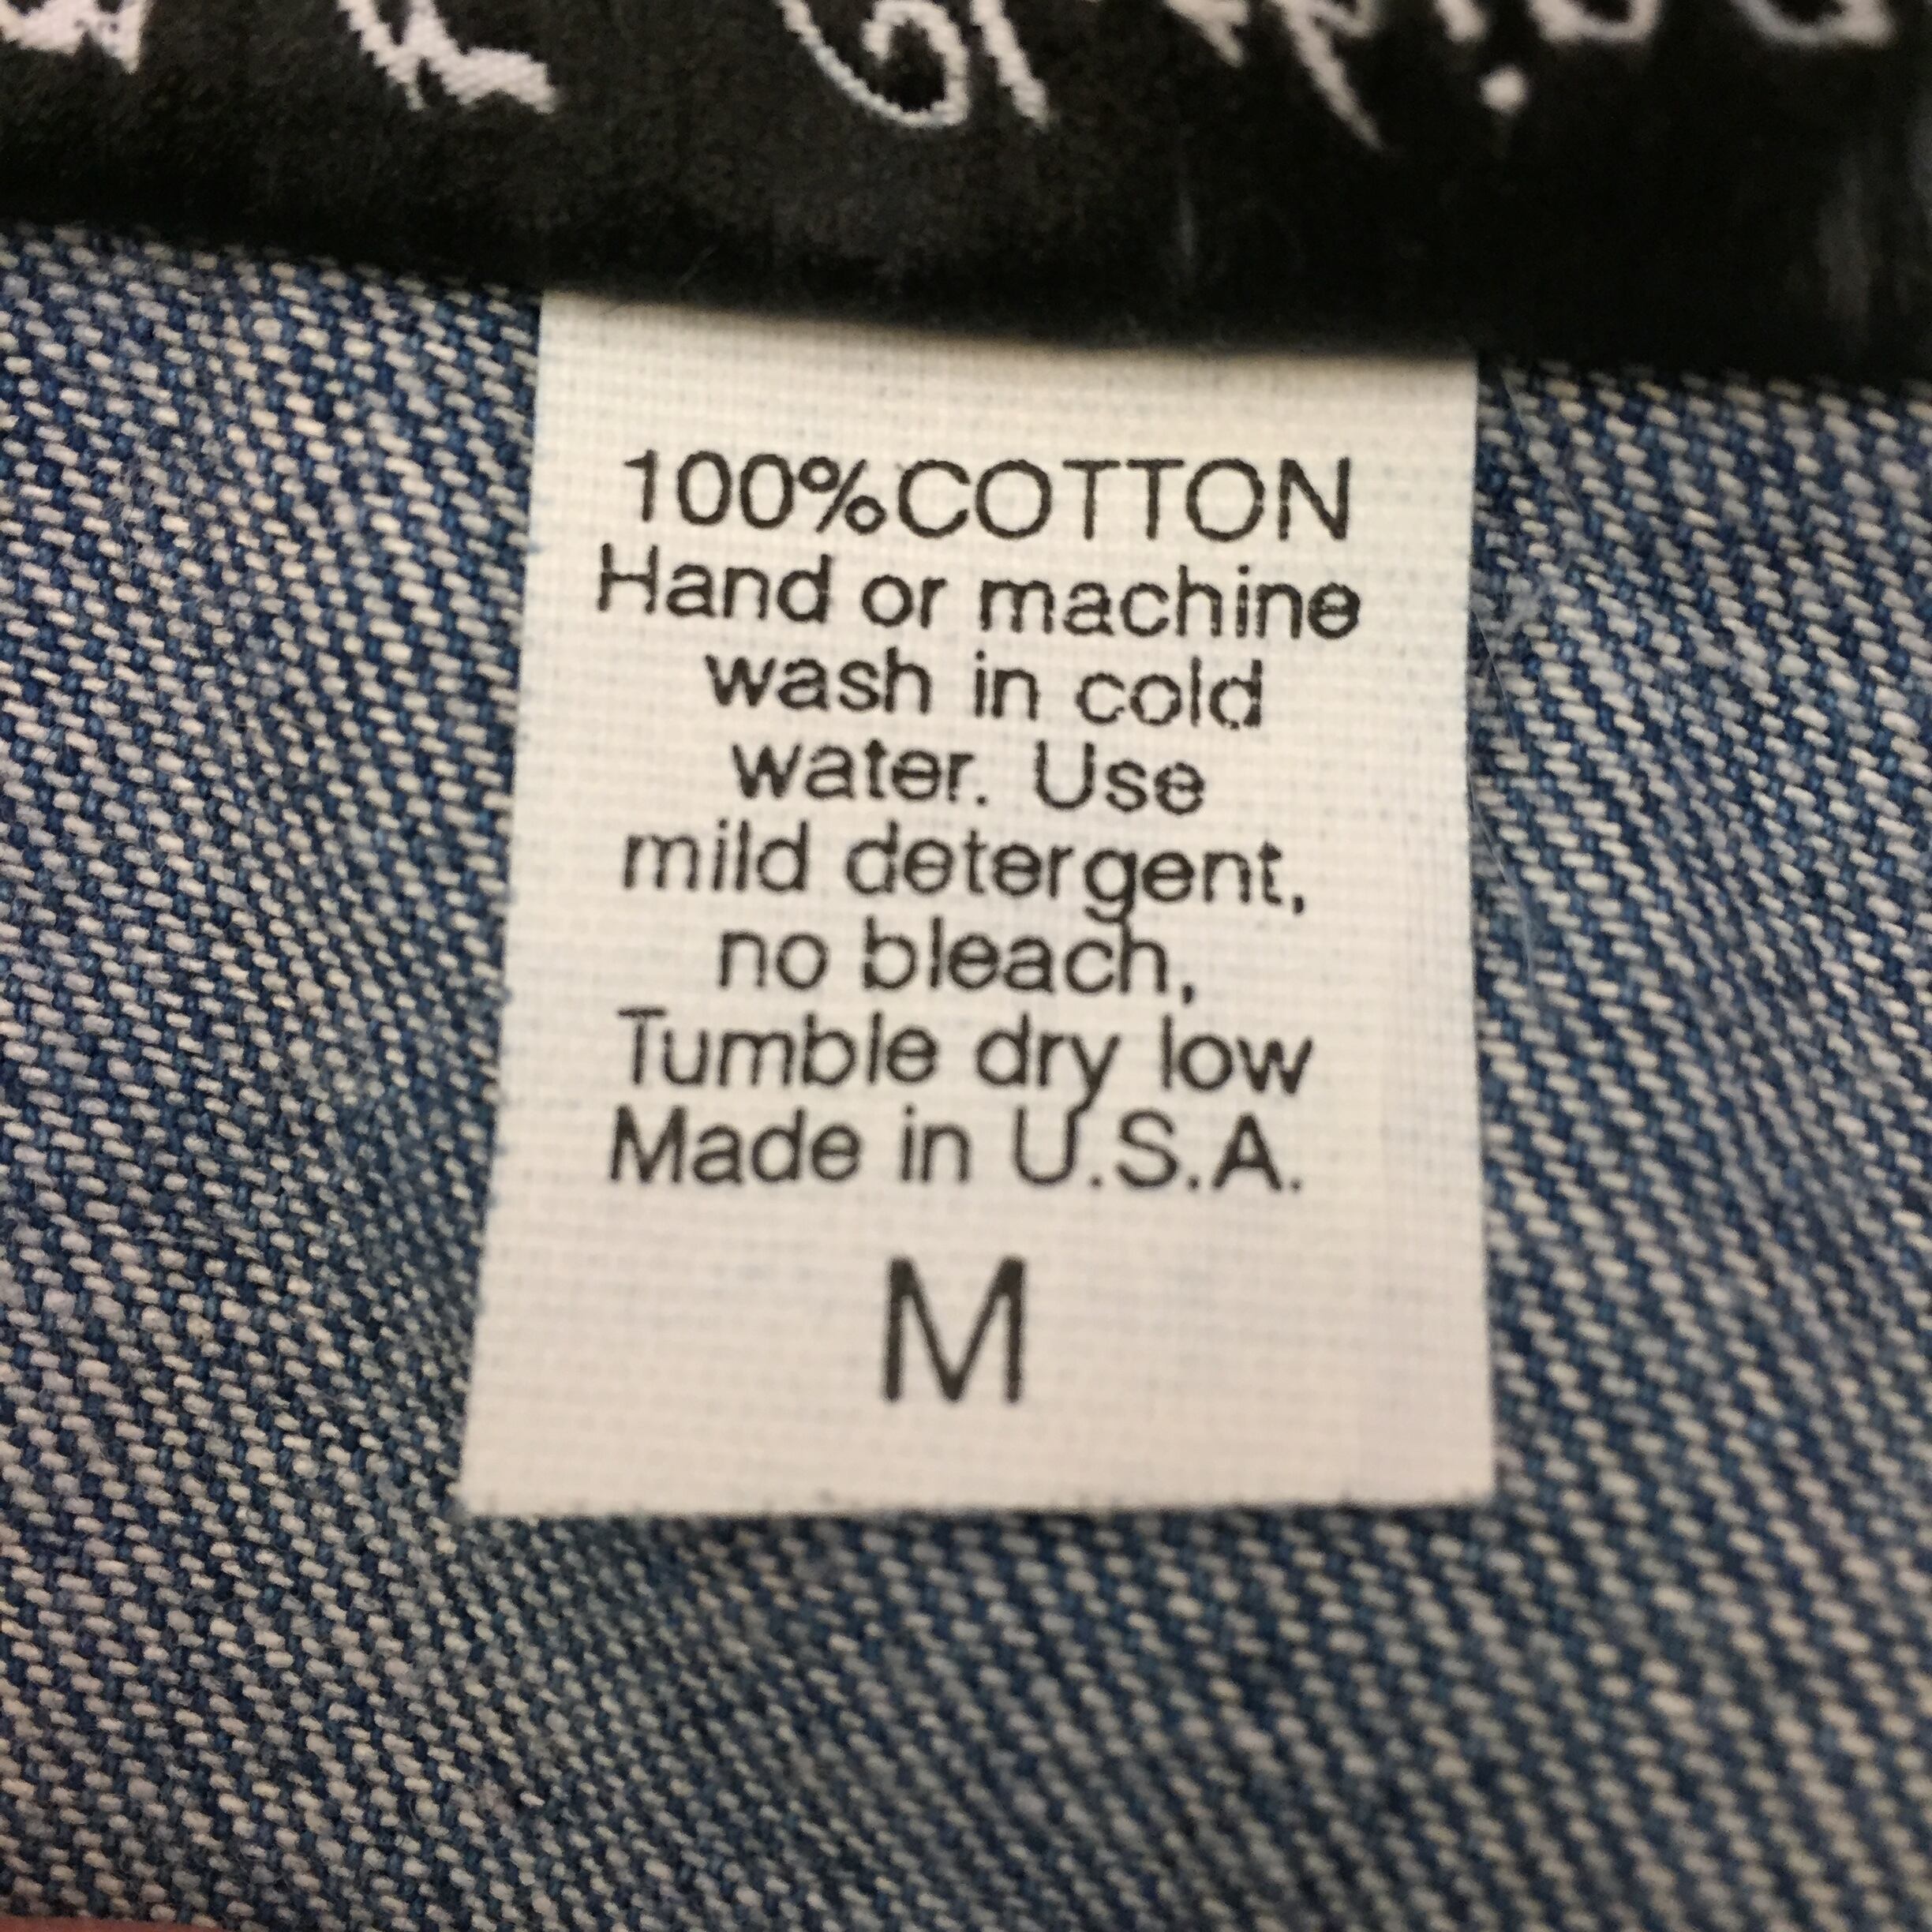 100%COTTON
Hand or machine
wash in cold
water. Use
mild detergent,
no bleach,
Tumble dry low
Made in U.S.A.
M